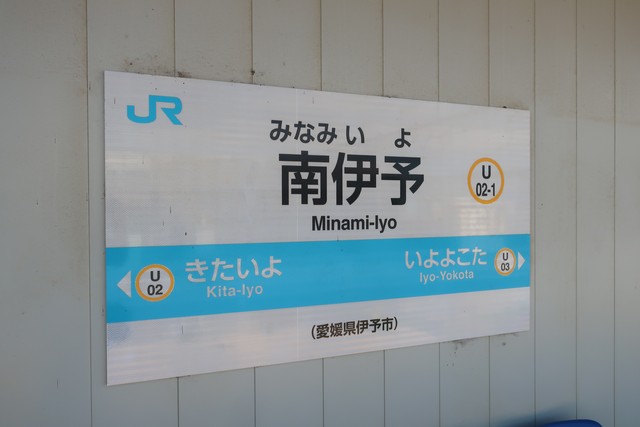 JR
みなみ い よ
南伊予
U
02-1
Minami-Iyo
U
02
きたいよ
Kita-Iyo
いよよこた
Iyo-Yokota
U
03
(愛媛県伊予市)